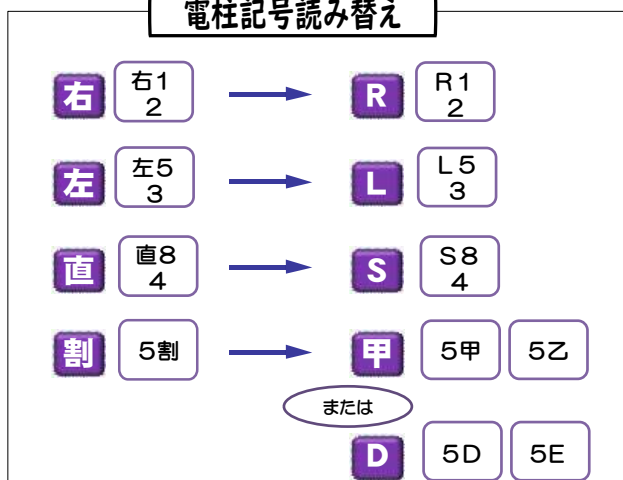 電柱記号読み替え
右 右1 R R1
2 2
左 左5 L L5
3 3
直 直8 S S8
4 4
割 5割 甲 5甲 5乙
または
D 5D 5E